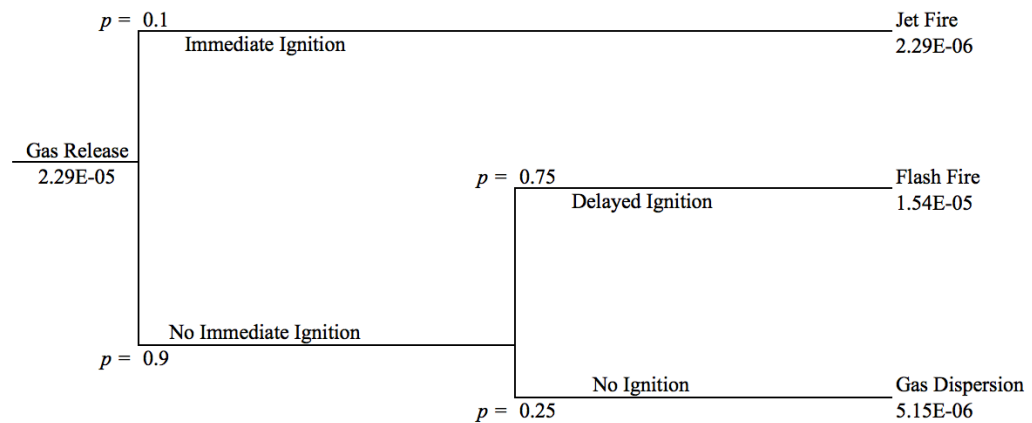 p = 0.1
Immediate Ignition
Jet Fire
2.29E-06
Gas Release
2.29E-05
p = 0.75
Delayed Ignition
Flash Fire
1.54E-05
No Immediate Ignition
p = 0.9
No Ignition
p = 0.25
Gas Dispersion
5.15E-06